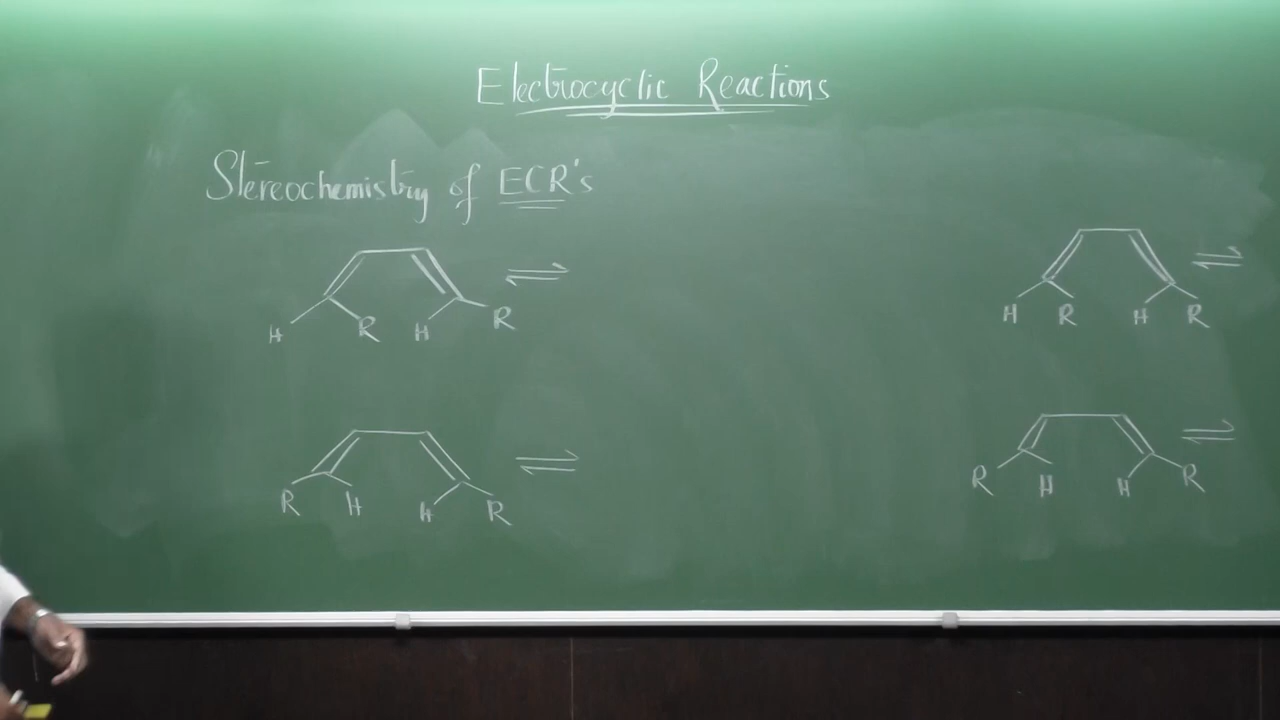 Electrocyclic Reactions
Stereochemistry of ECR's
H R H R
H R H R
R H H R
R H H R